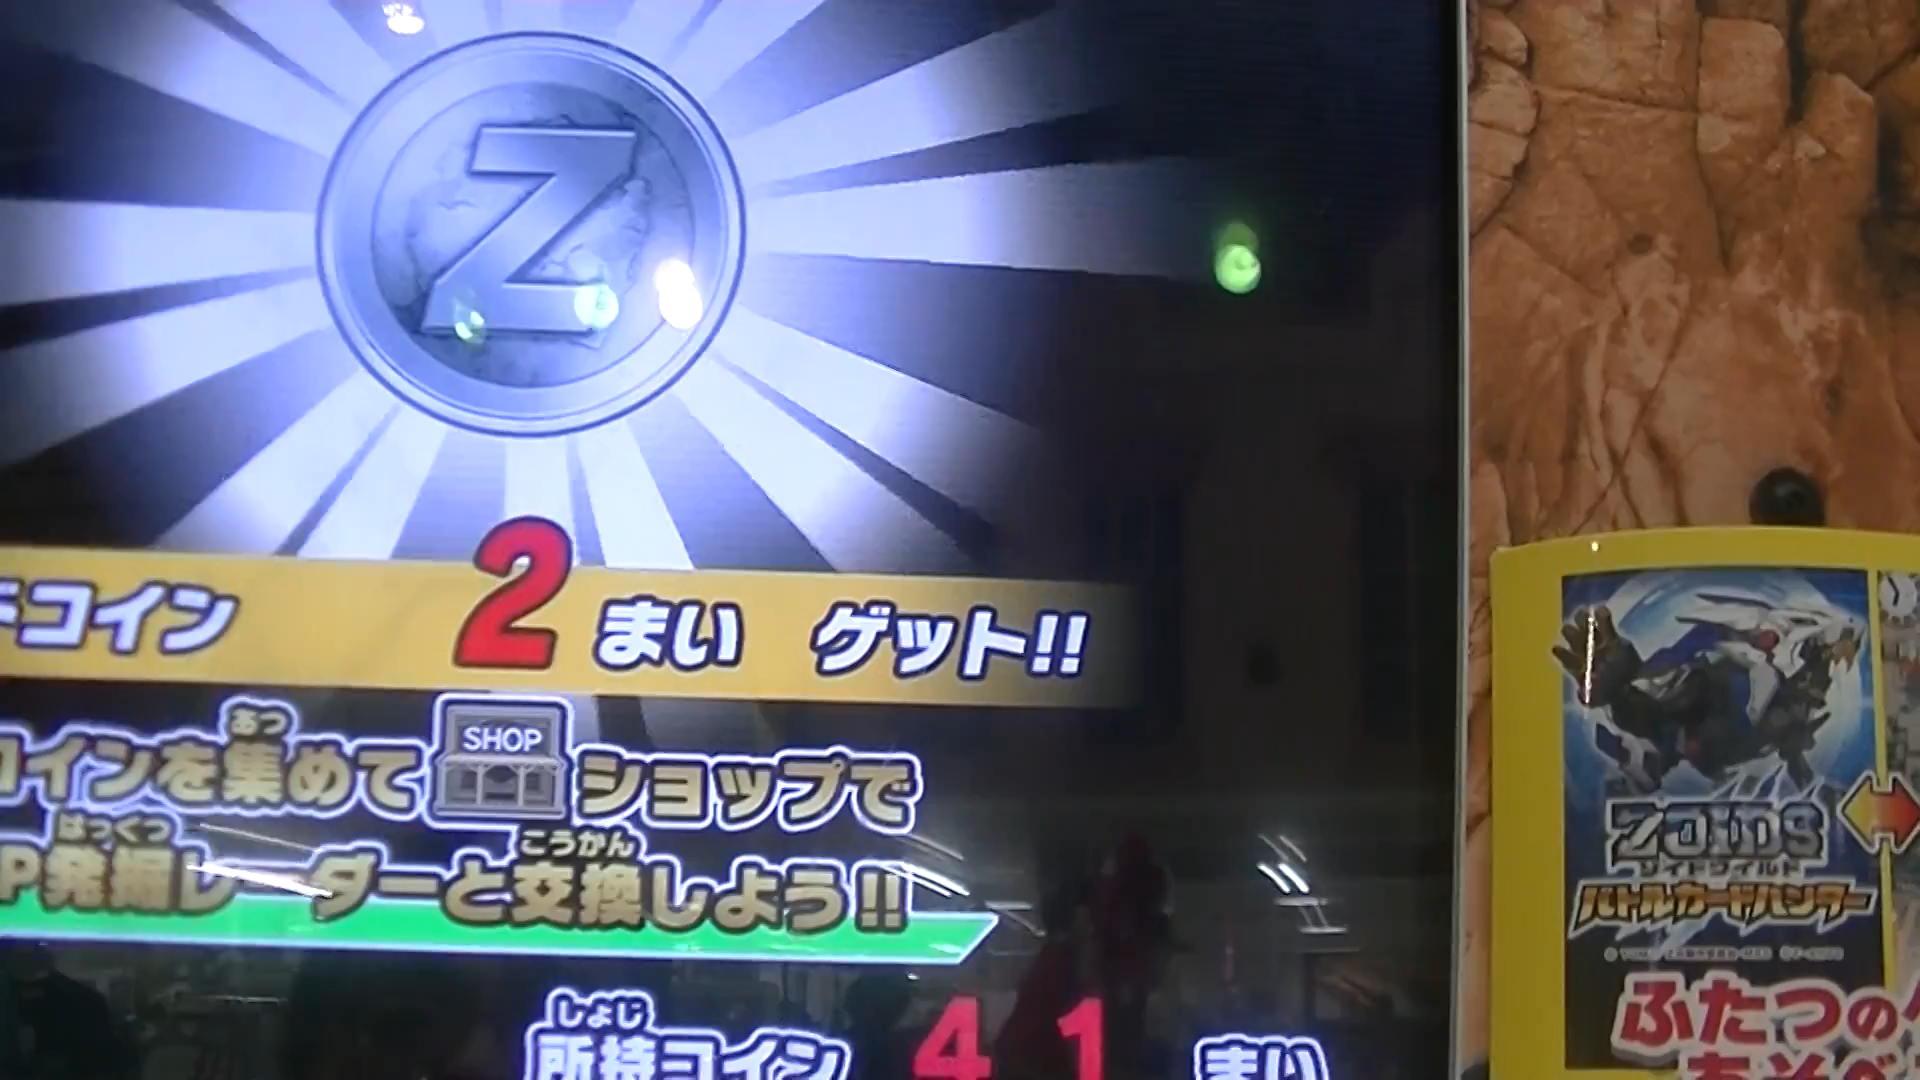 Z
ドコイン 2 まい ゲット!!
コインを集めて SHOP ショップで
あつ
P発掘レーダーと交換しよう!!
はっくつ こうかん
しょじ
所持コイン 41 まい
ZOIDS
ゾイドワイルド
バトルカードハンター
ふたつの